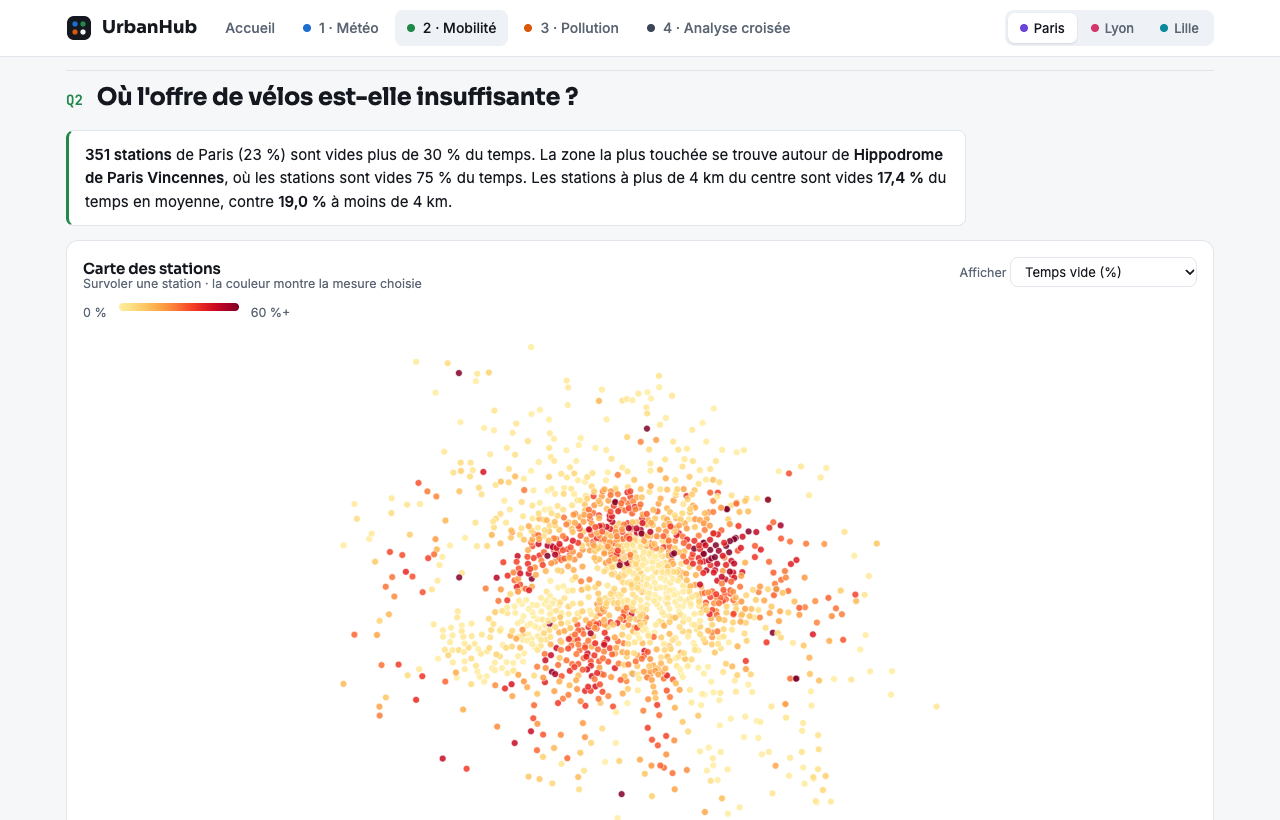 UrbanHub
Accueil
1 · Météo
2 · Mobilité
3 · Pollution
4 · Analyse croisée
Paris
Lyon
Lille
Q2 Où l'offre de vélos est-elle insuffisante ?
351 stations de Paris (23 %) sont vides plus de 30 % du temps. La zone la plus touchée se trouve autour de Hippodrome
de Paris Vincennes, où les stations sont vides 75 % du temps. Les stations à plus de 4 km du centre sont vides 17,4 % du
temps en moyenne, contre 19,0 % à moins de 4 km.
Carte des stations
Survoler une station · la couleur montre la mesure choisie
Afficher Temps vide (%)
0 % 60 %+